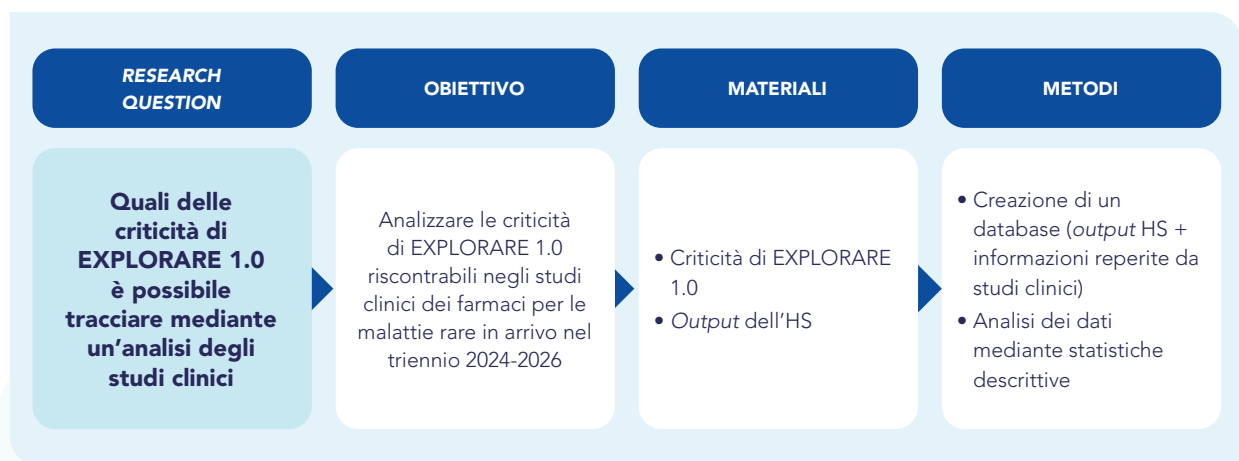 RESEARCH
QUESTION
OBIETTIVO
MATERIALI
METODI
Quali delle
criticità di
EXPLORARE 1.0
è possibile
tracciare mediante
un’analisi degli
studi clinici
Analizzare le criticità
di EXPLORARE 1.0
riscontrabili negli studi
clinici dei farmaci per le
malattie rare in arrivo nel
triennio 2024-2026
• Criticità di EXPLORARE
1.0
• Output dell’HS
• Creazione di un
database (output HS +
informazioni reperite da
studi clinici)
• Analisi dei dati
mediante statistiche
descrittive